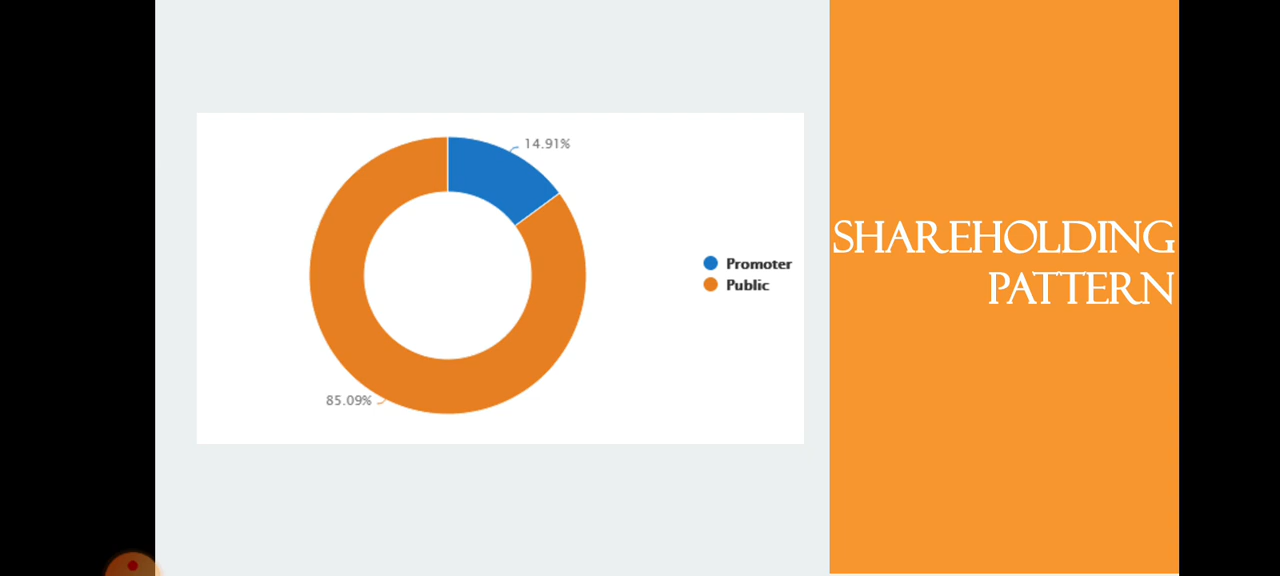 14.91%
Promoter
Public
85.09%
SHAREHOLDING
PATTERN